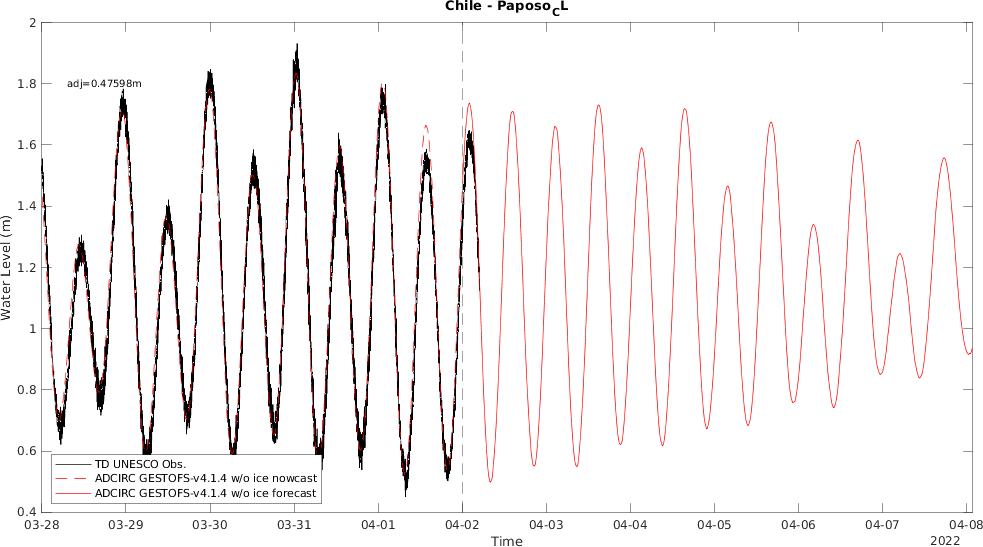 Chile - Paposo_CL
Water Level (m)
2
1.8
1.6
1.4
1.2
1
0.8
0.6
0.4
adj=0.47598m
TD UNESCO Obs.
ADCIRC GESTOFS-v4.1.4 w/o ice nowcast
ADCIRC GESTOFS-v4.1.4 w/o ice forecast
03-28 03-29 03-30 03-31 04-01 04-02 04-03 04-04 04-05 04-06 04-07 04-08
Time
2022